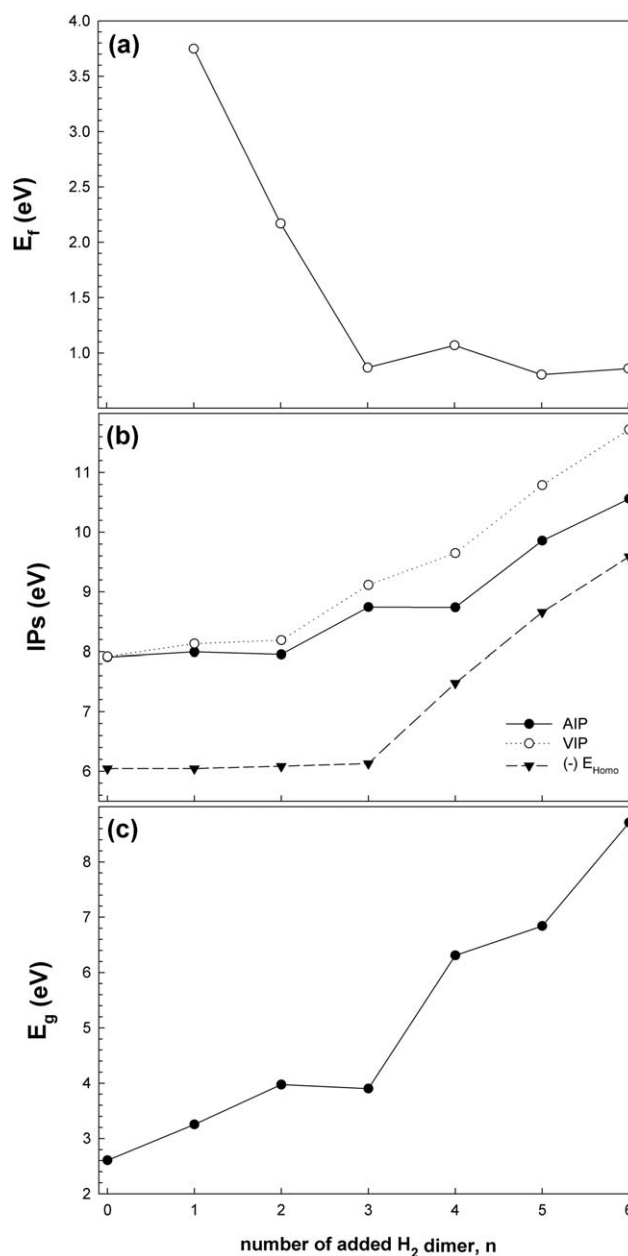 (a)
E_f (eV)
4.0
3.5
3.0
2.5
2.0
1.5
1.0
(b)
IPs (eV)
11
10
9
8
7
6
AIP
VIP
(-) E_Homo
(c)
E_g (eV)
8
7
6
5
4
3
2
0 1 2 3 4 5 6
number of added H₂ dimer, n